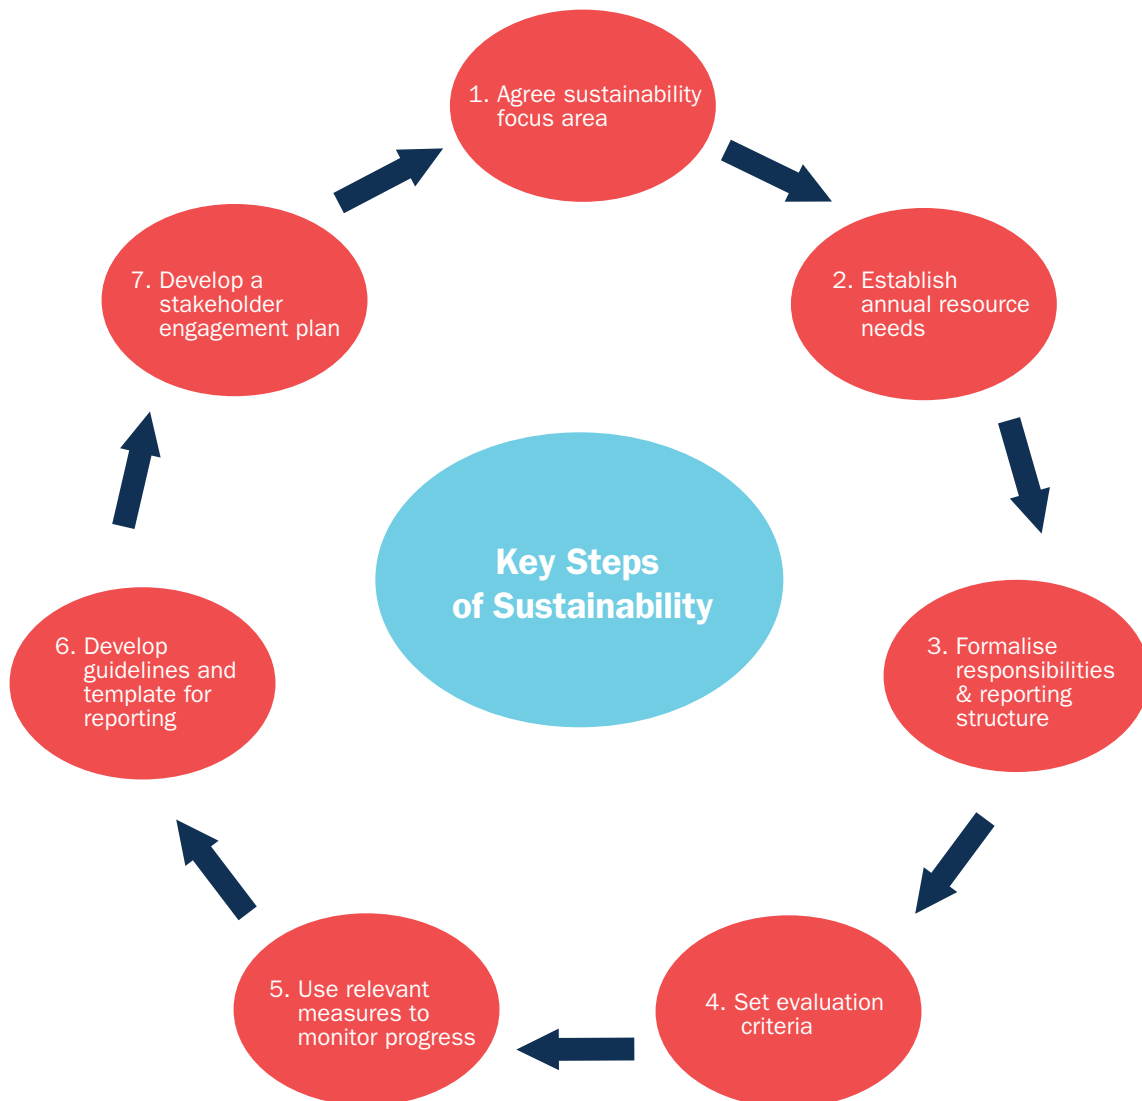 1. Agree sustainability
focus area
2. Establish
annual resource
needs
3. Formalise
responsibilities
& reporting
structure
4. Set evaluation
criteria
5. Use relevant
measures to
monitor progress
6. Develop
guidelines and
template for
reporting
7. Develop a
stakeholder
engagement plan
Key Steps
of Sustainability